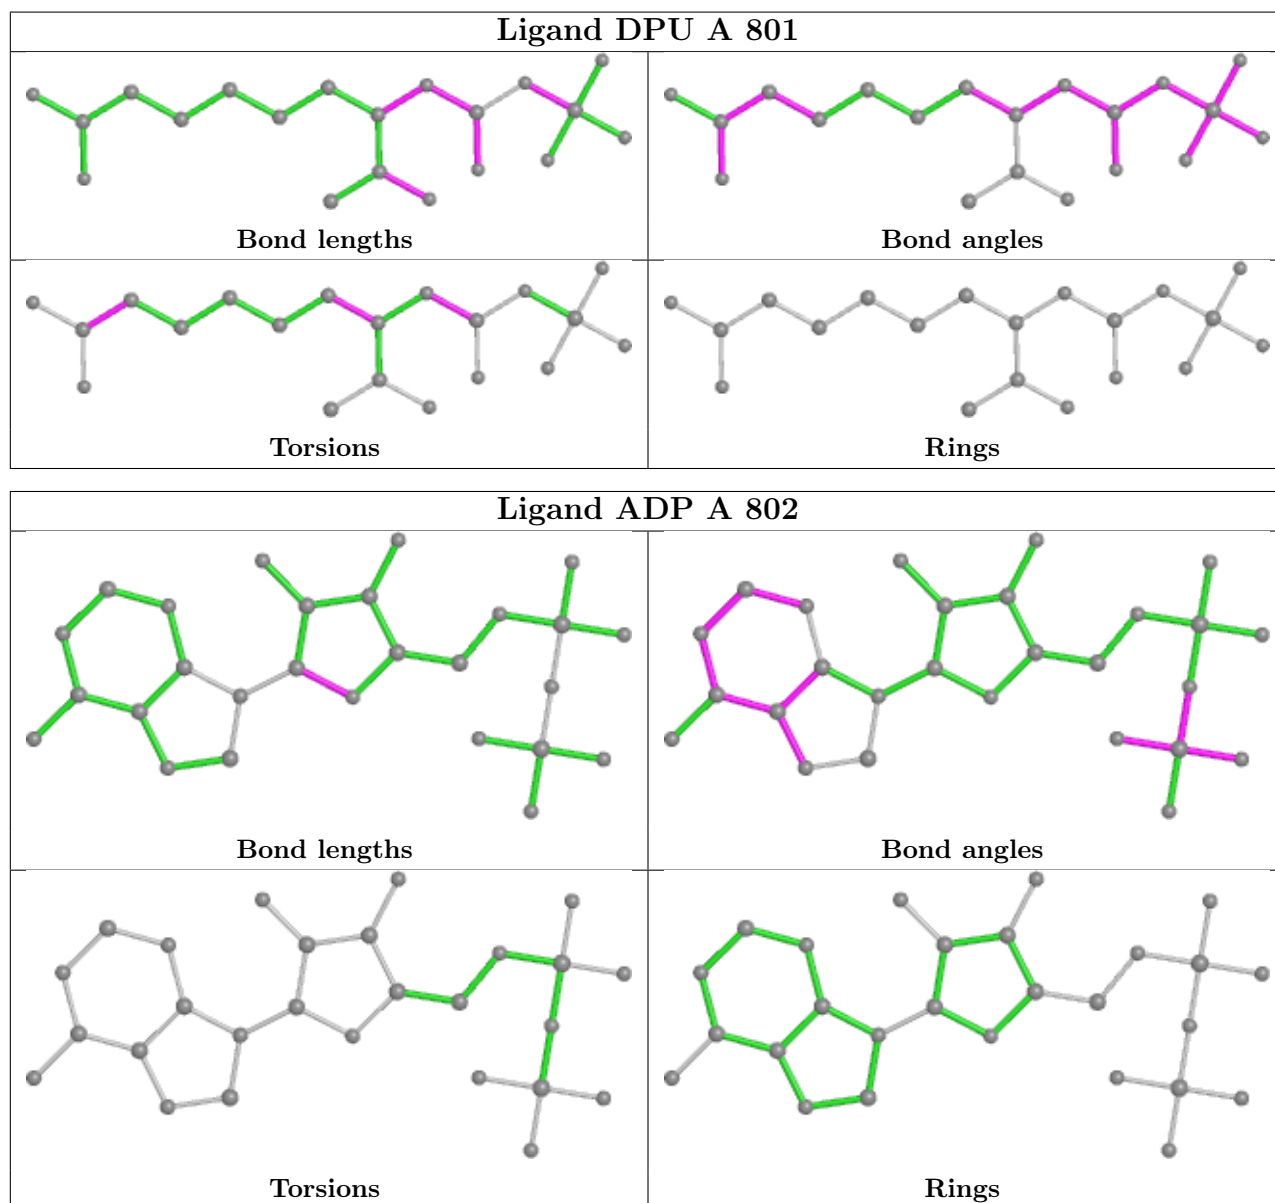 Ligand DPU A 801
Bond lengths
Bond angles
Torsions
Rings
Ligand ADP A 802
Bond lengths
Bond angles
Torsions
Rings